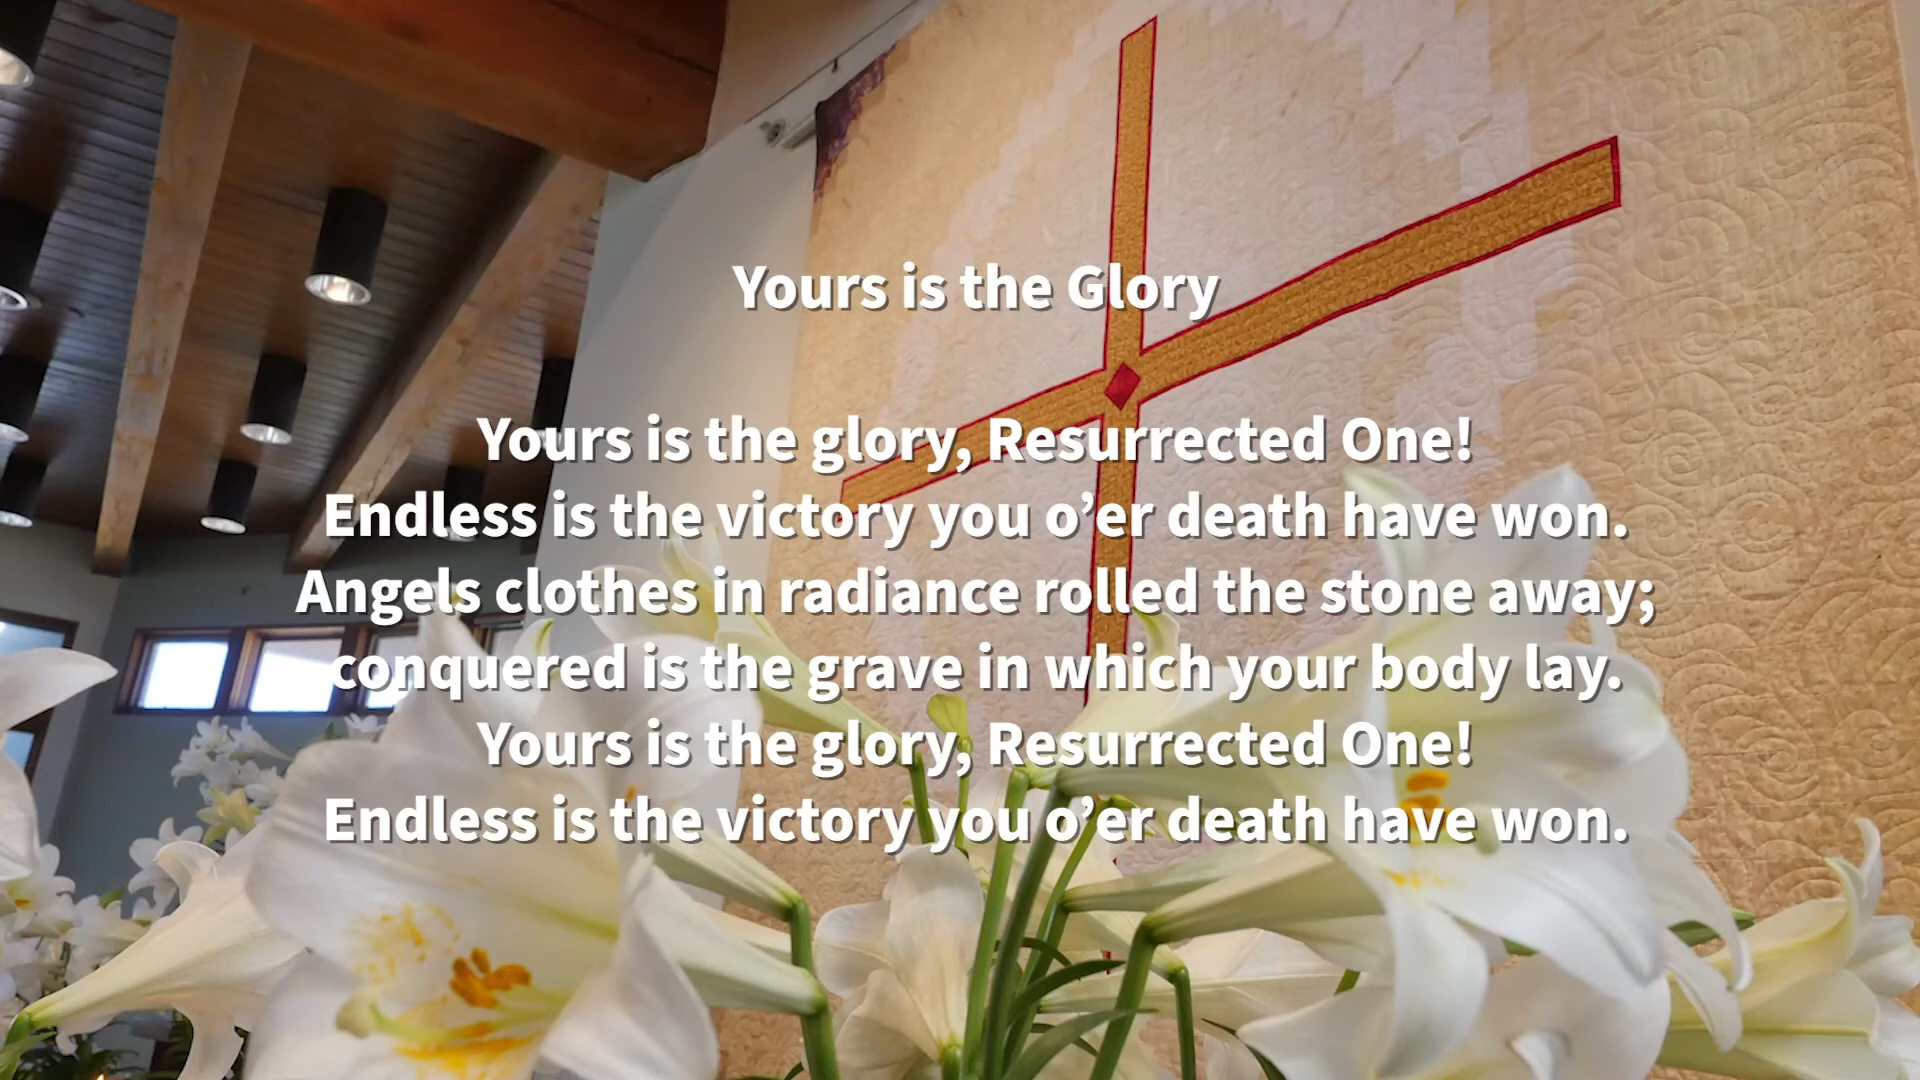 Yours is the Glory
Yours is the glory, Resurrected One!
Endless is the victory you o’er death have won.
Angels clothes in radiance rolled the stone away;
conquered is the grave in which your body lay.
Yours is the glory, Resurrected One!
Endless is the victory you o’er death have won.